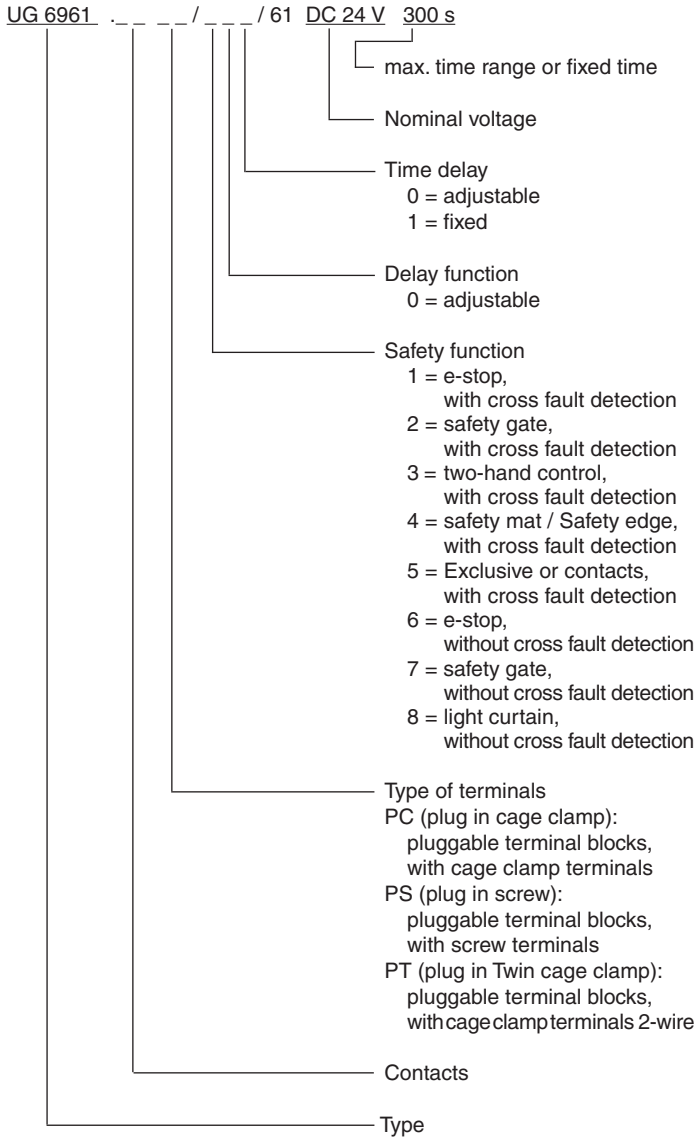 UG 6961 ._ _ _ _ / _ _ _ / 61 DC 24 V 300 s
max. time range or fixed time
Nominal voltage
Time delay
0 = adjustable
1 = fixed
Delay function
0 = adjustable
Safety function
1 = e-stop,
with cross fault detection
2 = safety gate,
with cross fault detection
3 = two-hand control,
with cross fault detection
4 = safety mat / Safety edge,
with cross fault detection
5 = Exclusive or contacts,
with cross fault detection
6 = e-stop,
without cross fault detection
7 = safety gate,
without cross fault detection
8 = light curtain,
without cross fault detection
Type of terminals
PC (plug in cage clamp):
pluggable terminal blocks,
with cage clamp terminals
PS (plug in screw):
pluggable terminal blocks,
with screw terminals
PT (plug in Twin cage clamp):
pluggable terminal blocks,
with cage clamp terminals 2-wire
Contacts
Type